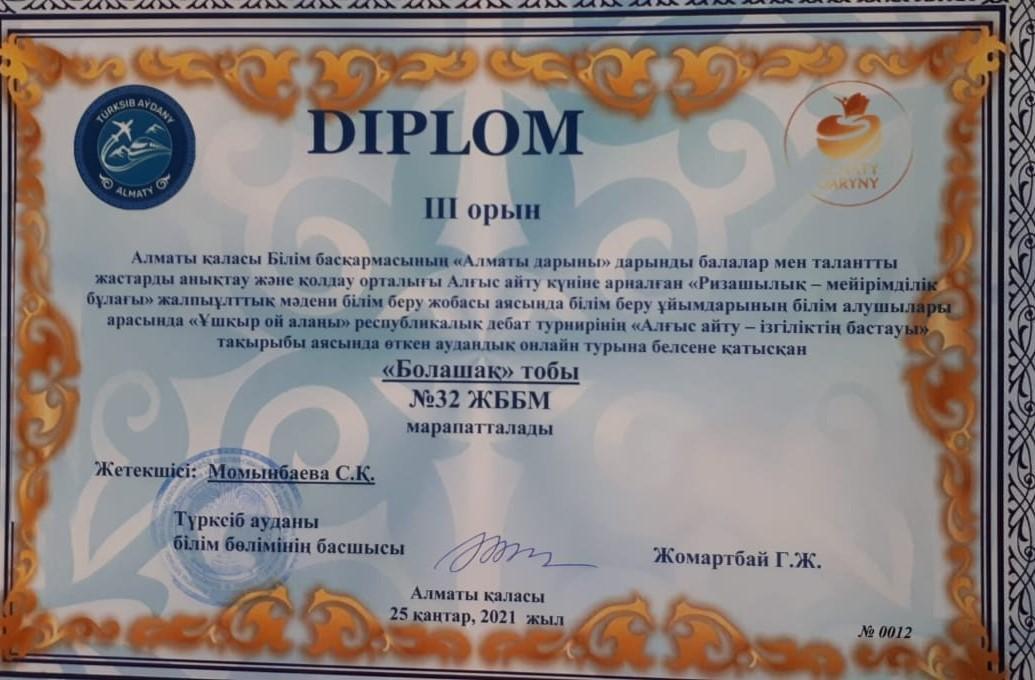 TÜRKSIB AÝDANY
ALMATY
DIPLOM
ALMATY
DARYNY
III орын
Алматы қаласы Білім басқармасының «Алматы дарыны» дарынды балалар мен талантты
жастарды анықтау және қолдау орталығы Алғыс айту күніне арналған «Ризашылық – мейірімділік
бұлағы» жалпыұлттық мәдени білім беру жобасы аясында білім беру ұйымдарының білім алушылары
арасында «Ұшқыр ой алаңы» республикалық дебат турнирінің «Алғыс айту – ізгіліктің бастауы»
тақырыбы аясында өткен аудандық онлайн турына белсене қатысқан
«Болашақ» тобы
№32 ЖББМ
марапатталады
Жетекшісі: Момынбаева С.Қ.
Түрксіб ауданы
білім бөлімінің басшысы
Жомартбай Г.Ж.
Алматы қаласы
25 қантар, 2021 жыл
№ 0012